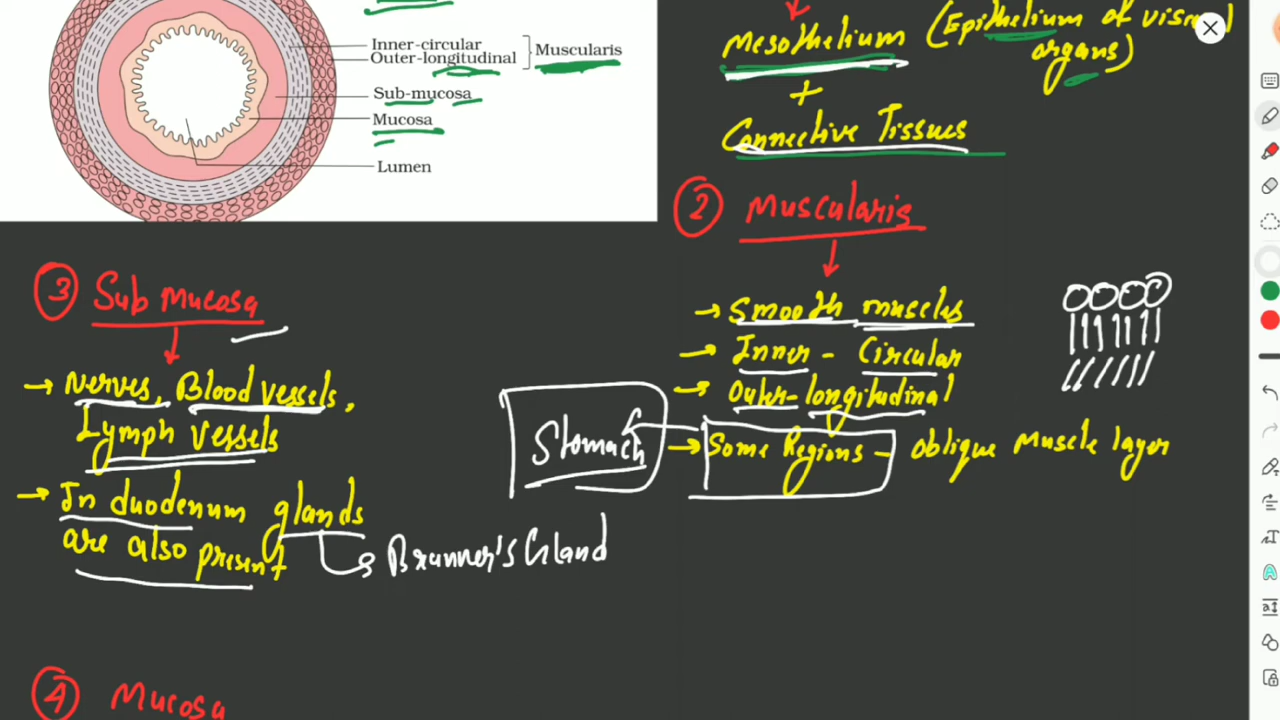 Inner-circular
Outer-longitudinal
Muscularis
Sub-mucosa
Mucosa
Lumen
Mesothelium (Epithelium of
organs)
+
Connective Tissues
② Muscularis
→ Smooth muscles
→ Inner - Circular
→ Outer- longitudinal
→ Some Regions - oblique muscle layer
Stomach
③ Sub Mucosa
→ Nerves, Blood vessels,
Lymph vessels
→ In duodenum glands
are also present
Brunner's Gland
④ Mucosa